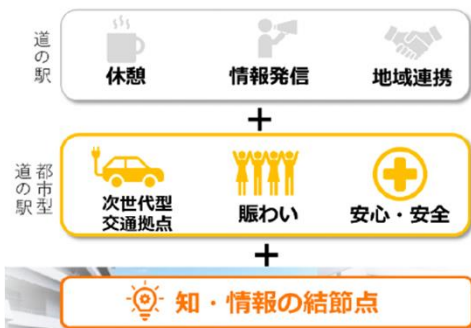 道の駅
休憩
情報発信
地域連携
+
都市型
道の駅
次世代型
交通拠点
賑わい
安心・安全
+
知・情報の結節点